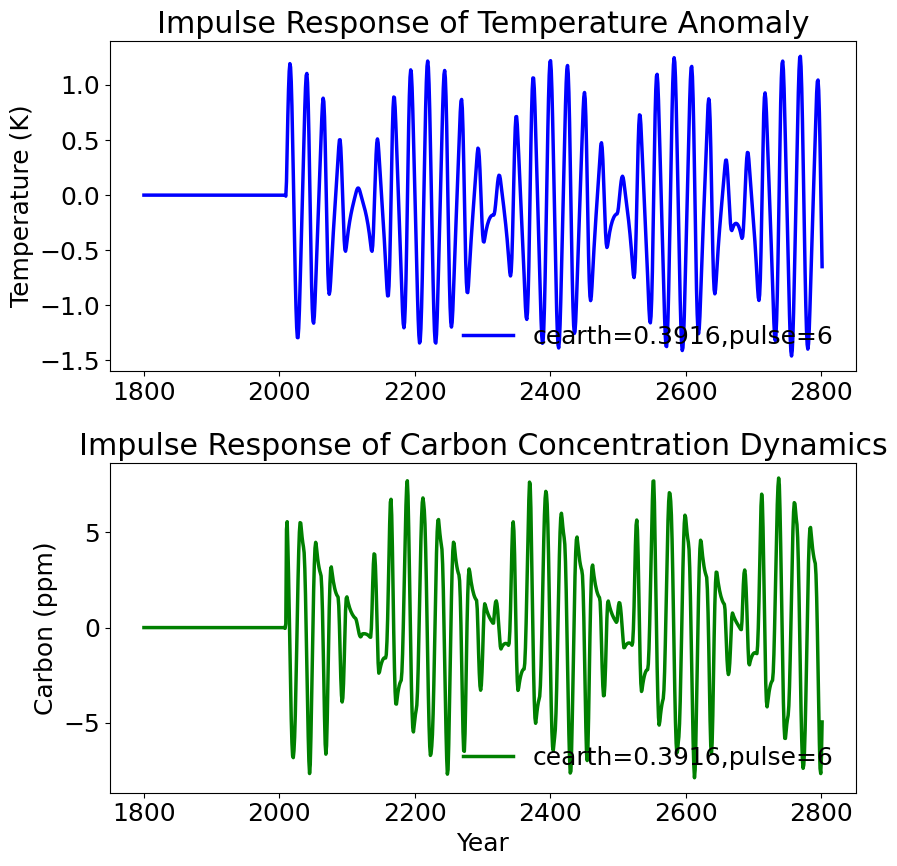 Impulse Response of Temperature Anomaly
Temperature (K)
1.0
0.5
0.0
−0.5
−1.0
−1.5
cearth=0.3916,pulse=6
1800 2000 2200 2400 2600 2800
Impulse Response of Carbon Concentration Dynamics
Carbon (ppm)
5
0
−5
cearth=0.3916,pulse=6
1800 2000 2200 2400 2600 2800
Year